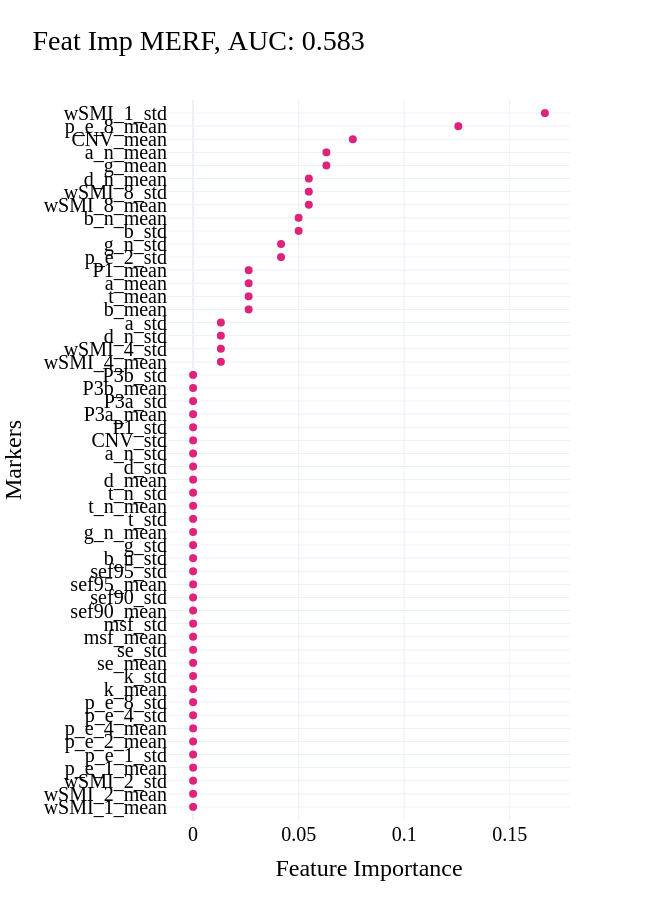 Feat Imp MERF, AUC: 0.583
wSMI_1_std
p_e_8_mean
CNV_mean
a_n_mean
g_mean
d_n_mean
wSMI_8_std
wSMI_8_mean
b_n_mean
b_std
g_n_std
p_e_2_std
P1_mean
a_mean
t_mean
b_mean
a_std
d_n_std
wSMI_4_std
wSMI_4_mean
P3b_std
P3b_mean
P3a_std
P3a_mean
P1_std
CNV_std
a_n_std
d_std
d_mean
t_n_std
t_n_mean
t_std
g_n_mean
g_std
b_n_std
sef95_std
sef95_mean
sef90_std
sef90_mean
msf_std
msf_mean
se_std
se_mean
k_std
k_mean
p_e_8_std
p_e_4_std
p_e_4_mean
p_e_2_mean
p_e_1_std
p_e_1_mean
wSMI_2_std
wSMI_2_mean
wSMI_1_mean
Markers
0 0.05 0.1 0.15
Feature Importance